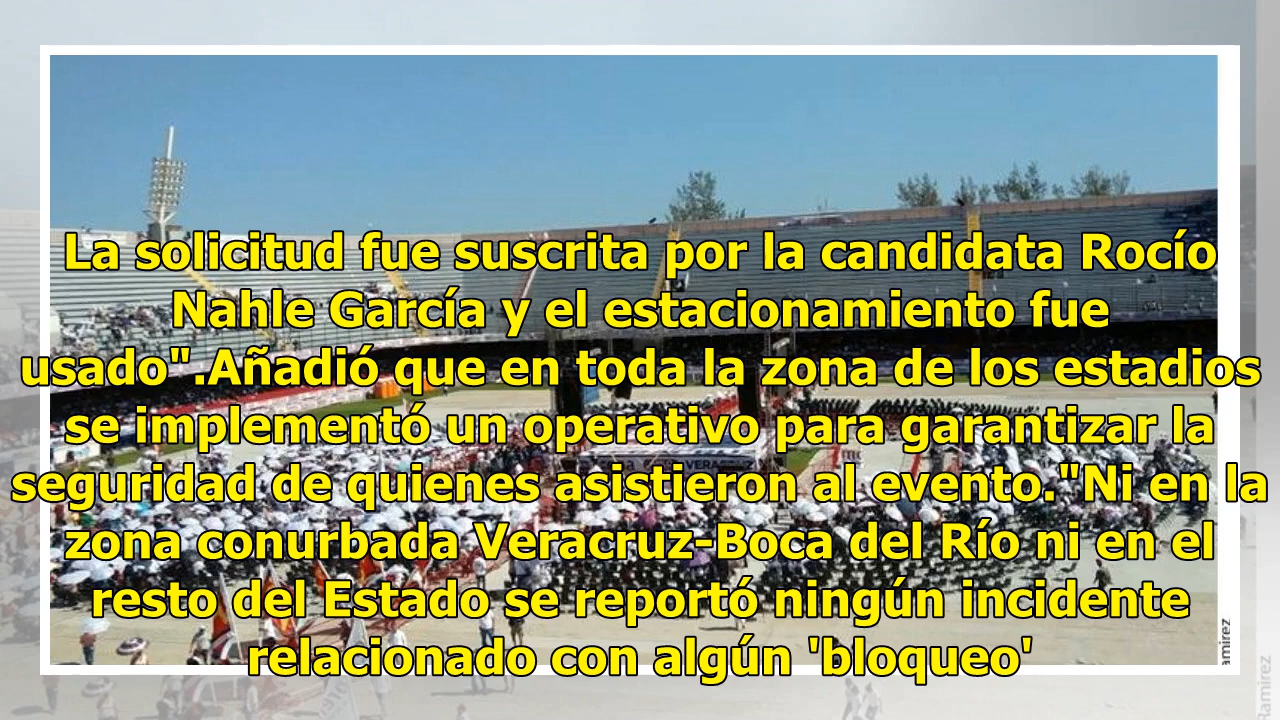 La solicitud fue suscrita por la candidata Rocío
Nahle García y el estacionamiento fue
usado".Añadió que en toda la zona de los estadios
se implementó un operativo para garantizar la
seguridad de quienes asistieron al evento."Ni en la
zona conurbada Veracruz-Boca del Río ni en el
resto del Estado se reportó ningún incidente
relacionado con algún 'bloqueo'
VERACRUZ
amirez
Ramirez